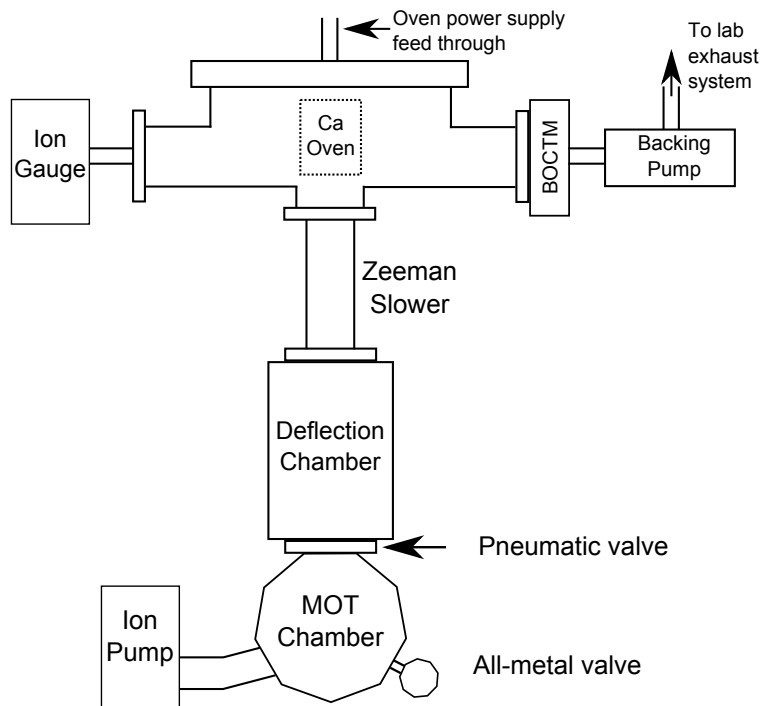 Oven power supply
feed through
To lab
exhaust
system
Ion
Gauge
Ca
Oven
BOCTM
Backing
Pump
Zeeman
Slower
Deflection
Chamber
Pneumatic valve
Ion
Pump
MOT
Chamber
All-metal valve